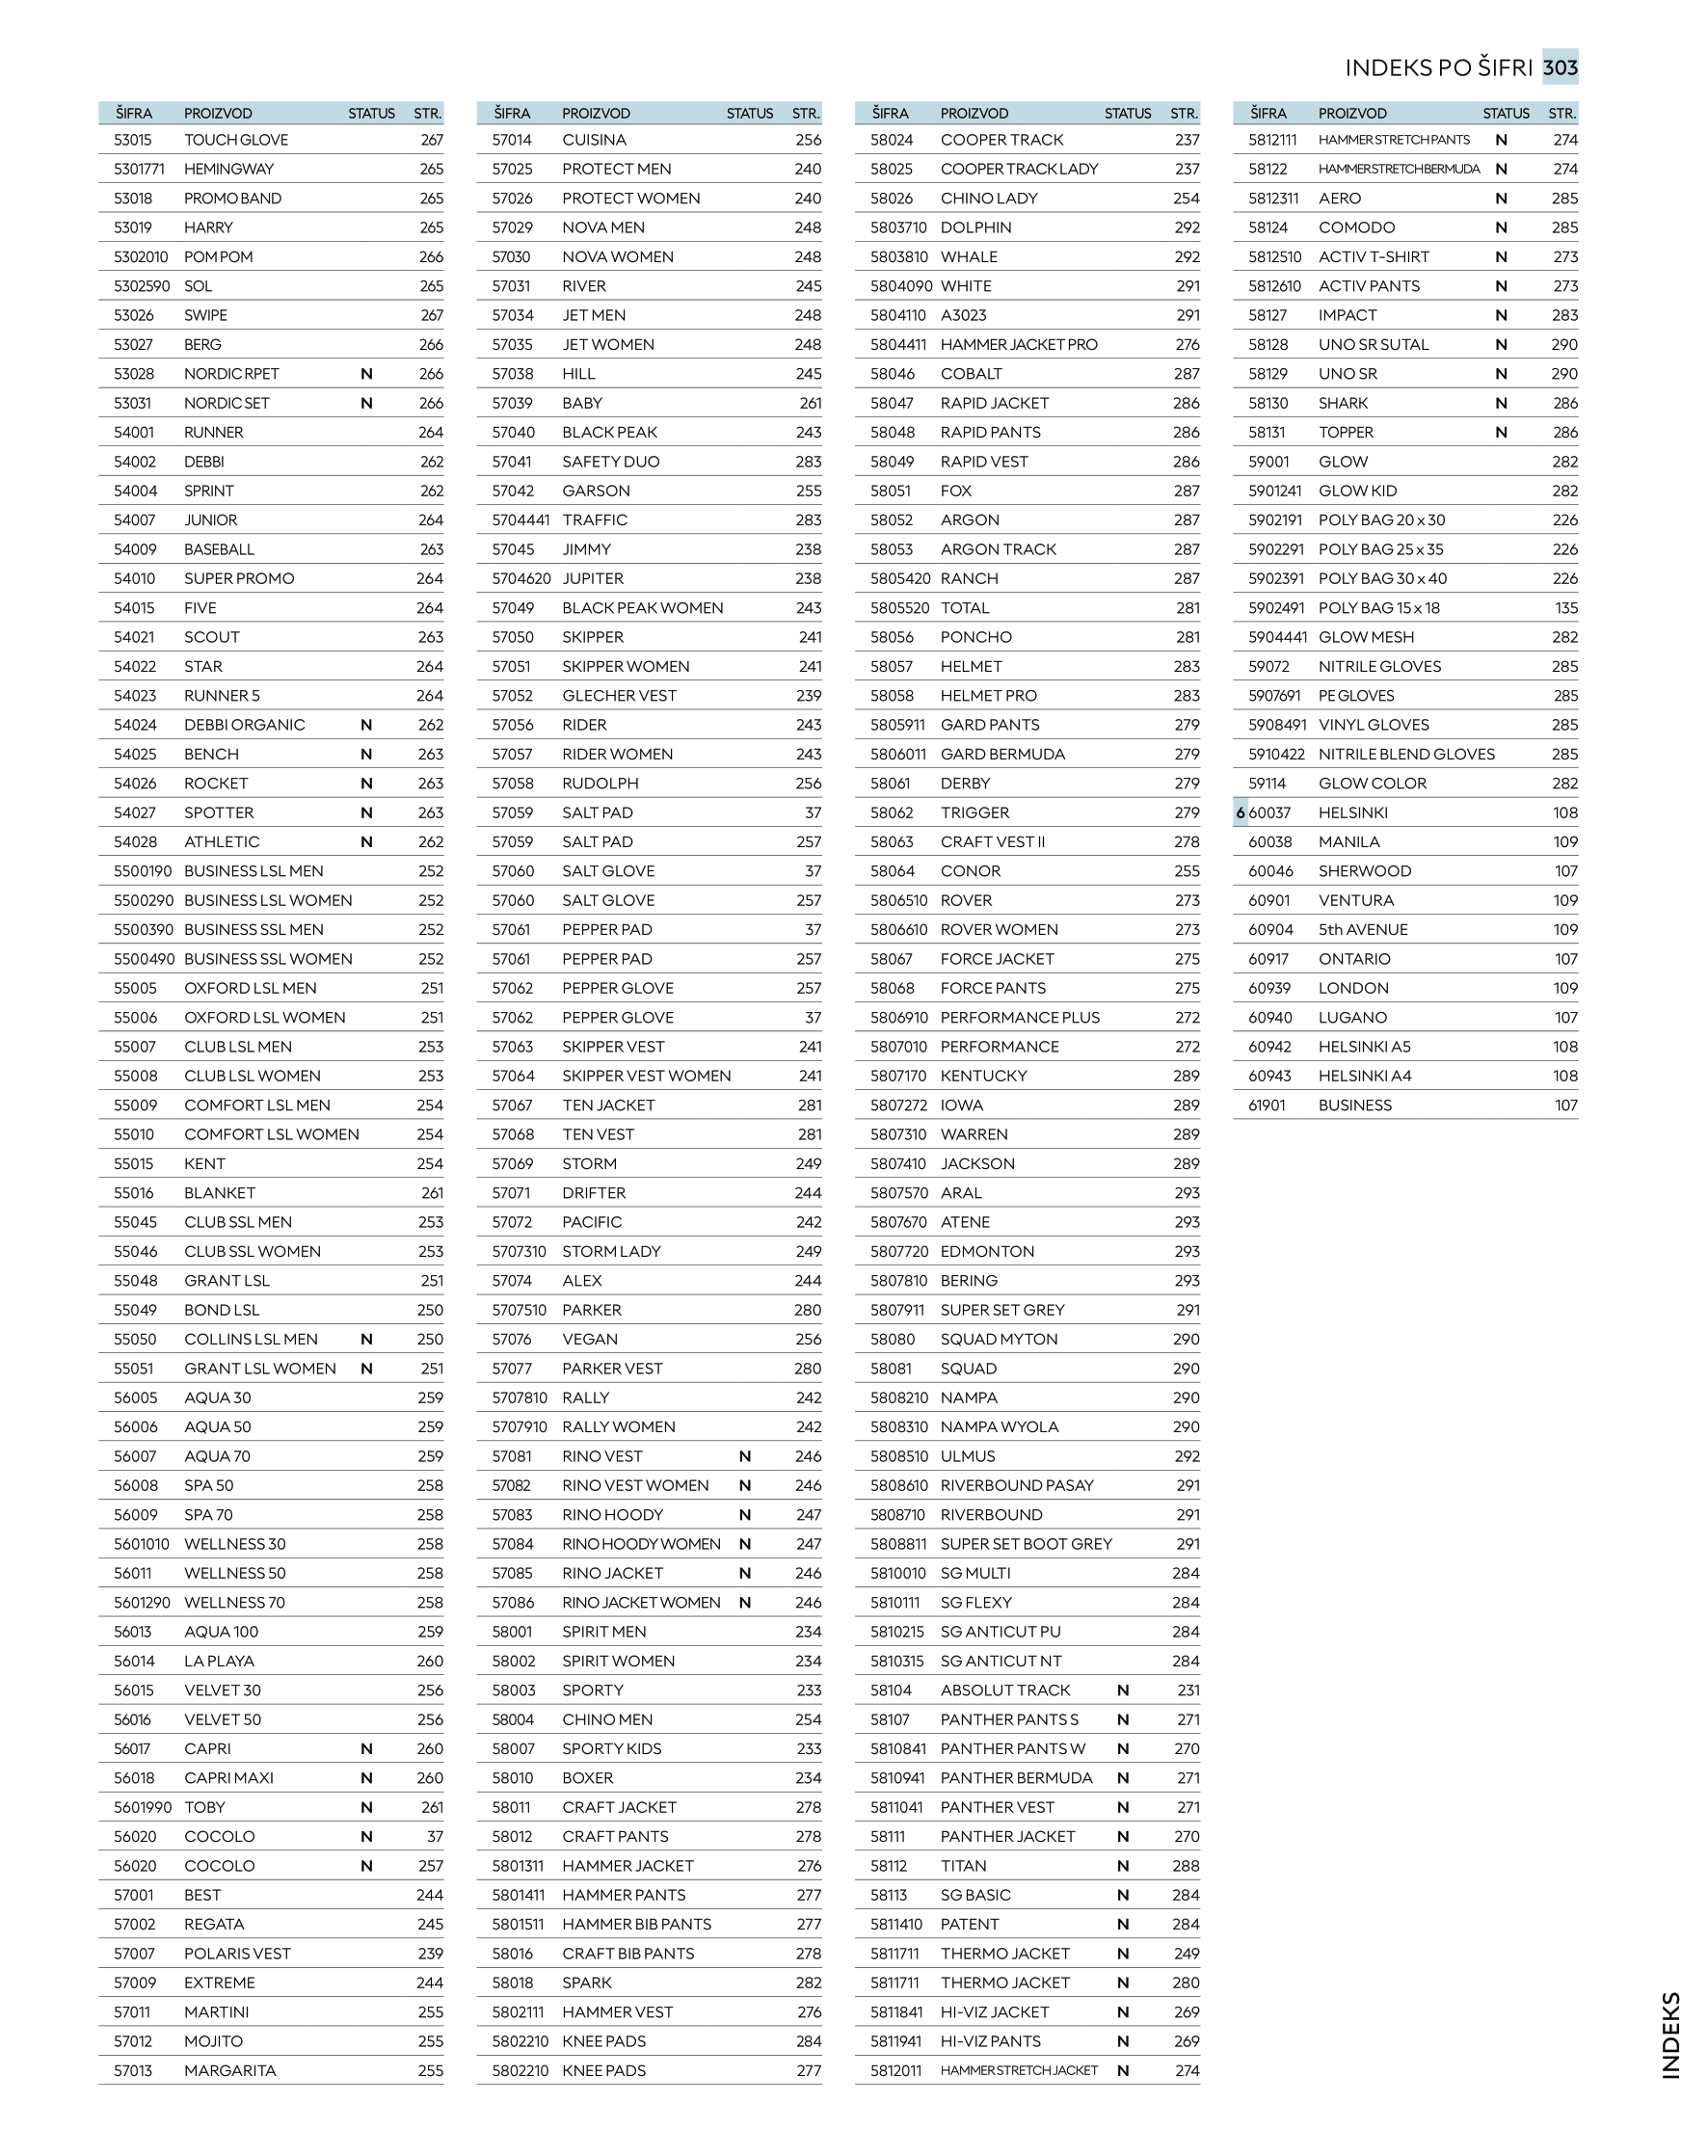 INDEKS PO ŠIFRI 303
ŠIFRA PROIZVOD STATUS STR.
53015 TOUCH GLOVE 267
5301771 HEMINGWAY 265
53018 PROMO BAND 265
53019 HARRY 265
5302010 POM POM 266
5302590 SOL 265
53026 SWIPE 267
53027 BERG 266
53028 NORDIC RPET N 266
53031 NORDIC SET N 266
54001 RUNNER 264
54002 DEBBI 262
54004 SPRINT 262
54007 JUNIOR 264
54009 BASEBALL 263
54010 SUPER PROMO 264
54015 FIVE 264
54021 SCOUT 263
54022 STAR 264
54023 RUNNER 5 264
54024 DEBBI ORGANIC N 262
54025 BENCH N 263
54026 ROCKET N 263
54027 SPOTTER N 263
54028 ATHLETIC N 262
5500190 BUSINESS LSL MEN 252
5500290 BUSINESS LSL WOMEN 252
5500390 BUSINESS SSL MEN 252
5500490 BUSINESS SSL WOMEN 252
55005 OXFORD LSL MEN 251
55006 OXFORD LSL WOMEN 251
55007 CLUB LSL MEN 253
55008 CLUB LSL WOMEN 253
55009 COMFORT LSL MEN 254
55010 COMFORT LSL WOMEN 254
55015 KENT 254
55016 BLANKET 261
55045 CLUB SSL MEN 253
55046 CLUB SSL WOMEN 253
55048 GRANT LSL 251
55049 BOND LSL 250
55050 COLLINS LSL MEN N 250
55051 GRANT LSL WOMEN N 251
56005 AQUA 30 259
56006 AQUA 50 259
56007 AQUA 70 259
56008 SPA 50 258
56009 SPA 70 258
5601010 WELLNESS 30 258
56011 WELLNESS 50 258
5601290 WELLNESS 70 258
56013 AQUA 100 259
56014 LA PLAYA 260
56015 VELVET 30 256
56016 VELVET 50 256
56017 CAPRI N 260
56018 CAPRI MAXI N 260
5601990 TOBY N 261
56020 COCOLO N 37
56020 COCOLO N 257
57001 BEST 244
57002 REGATA 245
57007 POLARIS VEST 239
57009 EXTREME 244
57011 MARTINI 255
57012 MOJITO 255
57013 MARGARITA 255
ŠIFRA PROIZVOD STATUS STR.
57014 CUISINA 256
57025 PROTECT MEN 240
57026 PROTECT WOMEN 240
57029 NOVA MEN 248
57030 NOVA WOMEN 248
57031 RIVER 245
57034 JET MEN 248
57035 JET WOMEN 248
57038 HILL 245
57039 BABY 261
57040 BLACK PEAK 243
57041 SAFETY DUO 283
57042 GARSON 255
5704441 TRAFFIC 283
57045 JIMMY 238
5704620 JUPITER 238
57049 BLACK PEAK WOMEN 243
57050 SKIPPER 241
57051 SKIPPER WOMEN 241
57052 GLECHER VEST 239
57056 RIDER 243
57057 RIDER WOMEN 243
57058 RUDOLPH 256
57059 SALT PAD 37
57059 SALT PAD 257
57060 SALT GLOVE 37
57060 SALT GLOVE 257
57061 PEPPER PAD 37
57061 PEPPER PAD 257
57062 PEPPER GLOVE 257
57062 PEPPER GLOVE 37
57063 SKIPPER VEST 241
57064 SKIPPER VEST WOMEN 241
57067 TEN JACKET 281
57068 TEN VEST 281
57069 STORM 249
57071 DRIFTER 244
57072 PACIFIC 242
5707310 STORM LADY 249
57074 ALEX 244
5707510 PARKER 280
57076 VEGAN 256
57077 PARKER VEST 280
5707810 RALLY 242
5707910 RALLY WOMEN 242
57081 RINO VEST N 246
57082 RINO VEST WOMEN N 246
57083 RINO HOODY N 247
57084 RINO HOODY WOMEN N 247
57085 RINO JACKET N 246
57086 RINO JACKET WOMEN N 246
58001 SPIRIT MEN 234
58002 SPIRIT WOMEN 234
58003 SPORTY 233
58004 CHINO MEN 254
58007 SPORTY KIDS 233
58010 BOXER 234
58011 CRAFT JACKET 278
58012 CRAFT PANTS 278
5801311 HAMMER JACKET 276
5801411 HAMMER PANTS 277
5801511 HAMMER BIB PANTS 277
58016 CRAFT BIB PANTS 278
58018 SPARK 282
5802111 HAMMER VEST 276
5802210 KNEE PADS 284
5802210 KNEE PADS 277
ŠIFRA PROIZVOD STATUS STR.
58024 COOPER TRACK 237
58025 COOPER TRACK LADY 237
58026 CHINO LADY 254
5803710 DOLPHIN 292
5803810 WHALE 292
5804090 WHITE 291
5804110 A3023 291
5804411 HAMMER JACKET PRO 276
58046 COBALT 287
58047 RAPID JACKET 286
58048 RAPID PANTS 286
58049 RAPID VEST 286
58051 FOX 287
58052 ARGON 287
58053 ARGON TRACK 287
5805420 RANCH 287
5805520 TOTAL 281
58056 PONCHO 281
58057 HELMET 283
58058 HELMET PRO 283
5805911 GARD PANTS 279
5806011 GARD BERMUDA 279
58061 DERBY 279
58062 TRIGGER 279
58063 CRAFT VEST II 278
58064 CONOR 255
5806510 ROVER 273
5806610 ROVER WOMEN 273
58067 FORCE JACKET 275
58068 FORCE PANTS 275
5806910 PERFORMANCE PLUS 272
5807010 PERFORMANCE 272
5807170 KENTUCKY 289
5807272 IOWA 289
5807310 WARREN 289
5807410 JACKSON 289
5807570 ARAL 293
5807670 ATENE 293
5807720 EDMONTON 293
5807810 BERING 293
5807911 SUPER SET GREY 291
58080 SQUAD MYTON 290
58081 SQUAD 290
5808210 NAMPA 290
5808310 NAMPA WYOLA 290
5808510 ULMUS 292
5808610 RIVERBOUND PASAY 291
5808710 RIVERBOUND 291
5808811 SUPER SET BOOT GREY 291
5810010 SG MULTI 284
5810111 SG FLEXY 284
5810215 SG ANTICUT PU 284
5810315 SG ANTICUT NT 284
58104 ABSOLUT TRACK N 231
58107 PANTHER PANTS S N 271
5810841 PANTHER PANTS W N 270
5810941 PANTHER BERMUDA N 271
5811041 PANTHER VEST N 271
58111 PANTHER JACKET N 270
58112 TITAN N 288
58113 SG BASIC N 284
5811410 PATENT N 284
5811711 THERMO JACKET N 249
5811711 THERMO JACKET N 280
5811841 HI-VIZ JACKET N 269
5811941 HI-VIZ PANTS N 269
5812011 HAMMER STRETCH JACKET N 274
ŠIFRA PROIZVOD STATUS STR.
5812111 HAMMER STRETCH PANTS N 274
58122 HAMMER STRETCH BERMUDA N 274
5812311 AERO N 285
58124 COMODO N 285
5812510 ACTIV T-SHIRT N 273
5812610 ACTIV PANTS N 273
58127 IMPACT N 283
58128 UNO SR SUTAL N 290
58129 UNO SR N 290
58130 SHARK N 286
58131 TOPPER N 286
59001 GLOW 282
5901241 GLOW KID 282
5902191 POLY BAG 20 x 30 226
5902291 POLY BAG 25 x 35 226
5902391 POLY BAG 30 x 40 226
5902491 POLY BAG 15 x 18 135
5904441 GLOW MESH 282
59072 NITRILE GLOVES 285
5907691 PE GLOVES 285
5908491 VINYL GLOVES 285
5910422 NITRILE BLEND GLOVES 285
59114 GLOW COLOR 282
6 60037 HELSINKI 108
60038 MANILA 109
60046 SHERWOOD 107
60901 VENTURA 109
60904 5th AVENUE 109
60917 ONTARIO 107
60939 LONDON 109
60940 LUGANO 107
60942 HELSINKI A5 108
60943 HELSINKI A4 108
61901 BUSINESS 107
INDEKS